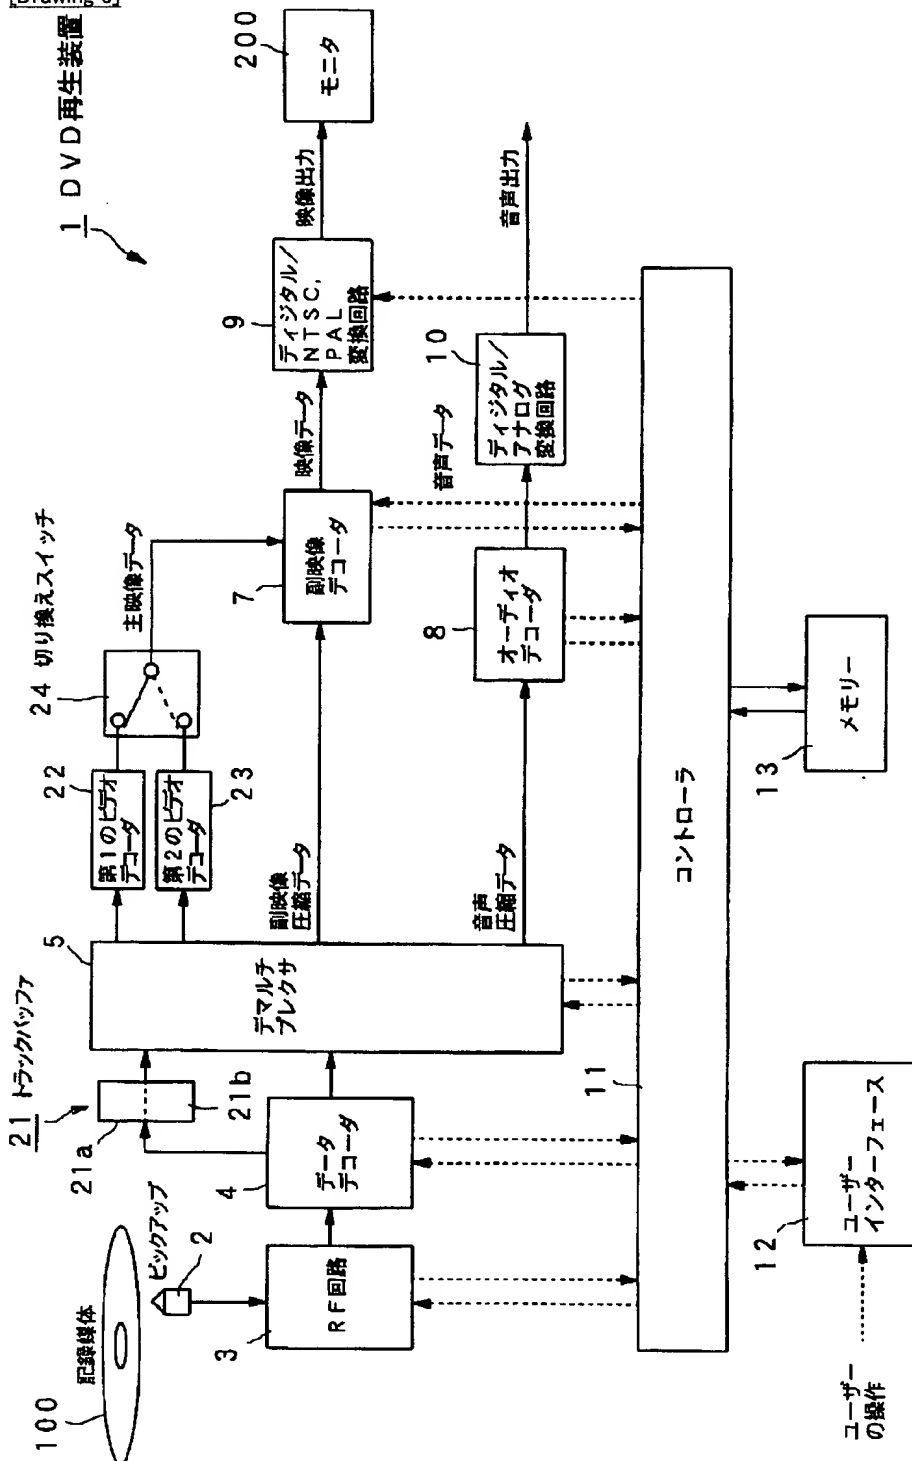 [Drawing
1 DVD再生装置
100
記録媒体
ピックアップ
2
3
RF回路
4
データ
デコーダ
21 トラックバッファ
21a
21b
5
デマルチ
プレクサ
22
第1のビデオ
デコーダ
第2のビデオ
デコーダ
23
24 切り換えスイッチ
主映像データ
副映像
圧縮データ
7
副映像
デコーダ
映像データ
9
ディジタル/
NTSC,
PAL
変換回路
映像出力
200
モニタ
音声
圧縮データ
8
オーディオ
デコーダ
音声データ
10
ディジタル/
アナログ
変換回路
音声出力
11
コントローラ
ユーザー
の操作
12
ユーザー
インターフェース
13
メモリー